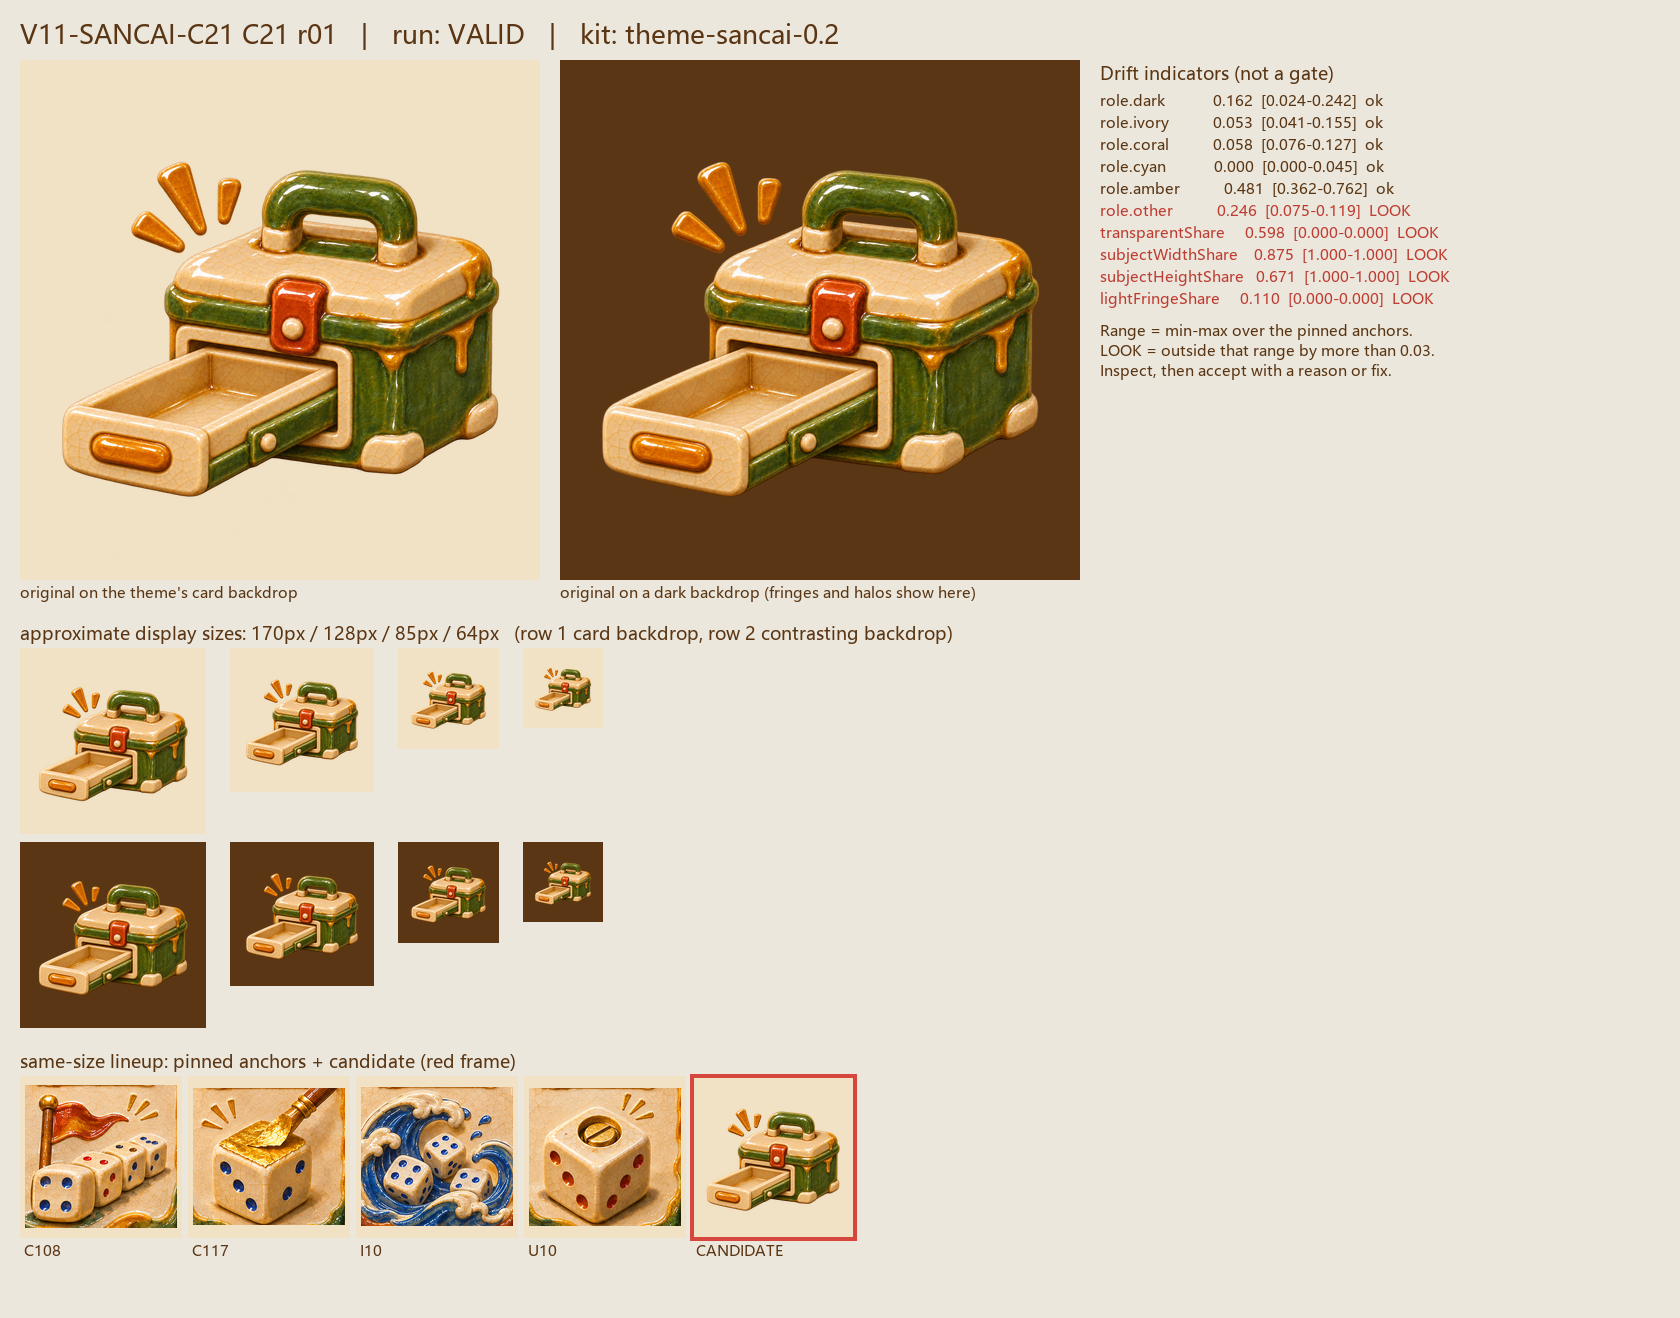 V11-SANCAI-C21 C21 r01 | run: VALID | kit: theme-sancai-0.2
Drift indicators (not a gate)
role.dark 0.162 [0.024-0.242] ok
role.ivory 0.053 [0.041-0.155] ok
role.coral 0.058 [0.076-0.127] ok
role.cyan 0.000 [0.000-0.045] ok
role.amber 0.481 [0.362-0.762] ok
role.other 0.246 [0.075-0.119] LOOK
transparentShare 0.598 [0.000-0.000] LOOK
subjectWidthShare 0.875 [1.000-1.000] LOOK
subjectHeightShare 0.671 [1.000-1.000] LOOK
lightFringeShare 0.110 [0.000-0.000] LOOK
Range = min-max over the pinned anchors.
LOOK = outside that range by more than 0.03.
Inspect, then accept with a reason or fix.
original on the theme's card backdrop
original on a dark backdrop (fringes and halos show here)
approximate display sizes: 170px / 128px / 85px / 64px (row 1 card backdrop, row 2 contrasting backdrop)
same-size lineup: pinned anchors + candidate (red frame)
C108
C117
I10
U10
CANDIDATE